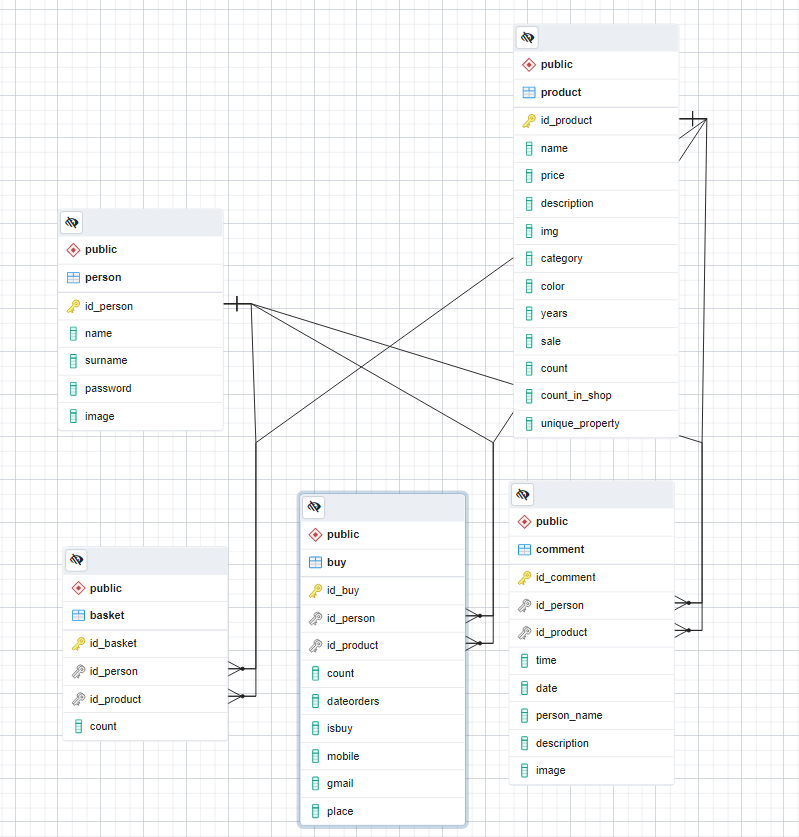 public
product
id_product
name
price
description
img
category
color
years
sale
count
count_in_shop
unique_property
public
person
id_person
name
surname
password
image
public
basket
id_basket
id_person
id_product
count
public
buy
id_buy
id_person
id_product
count
dateorders
isbuy
mobile
gmail
place
public
comment
id_comment
id_person
id_product
time
date
person_name
description
image